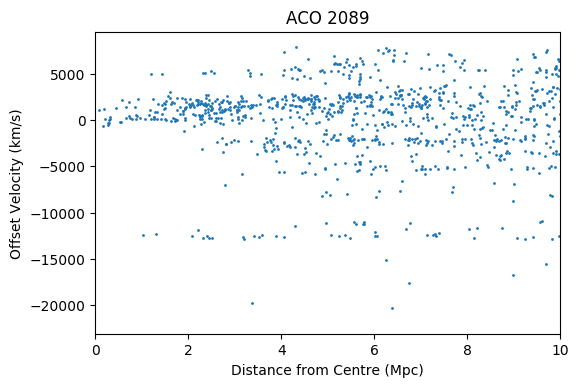 ACO 2089
Offset Velocity (km/s)
5000
0
−5000
−10000
−15000
−20000
0 2 4 6 8 10
Distance from Centre (Mpc)